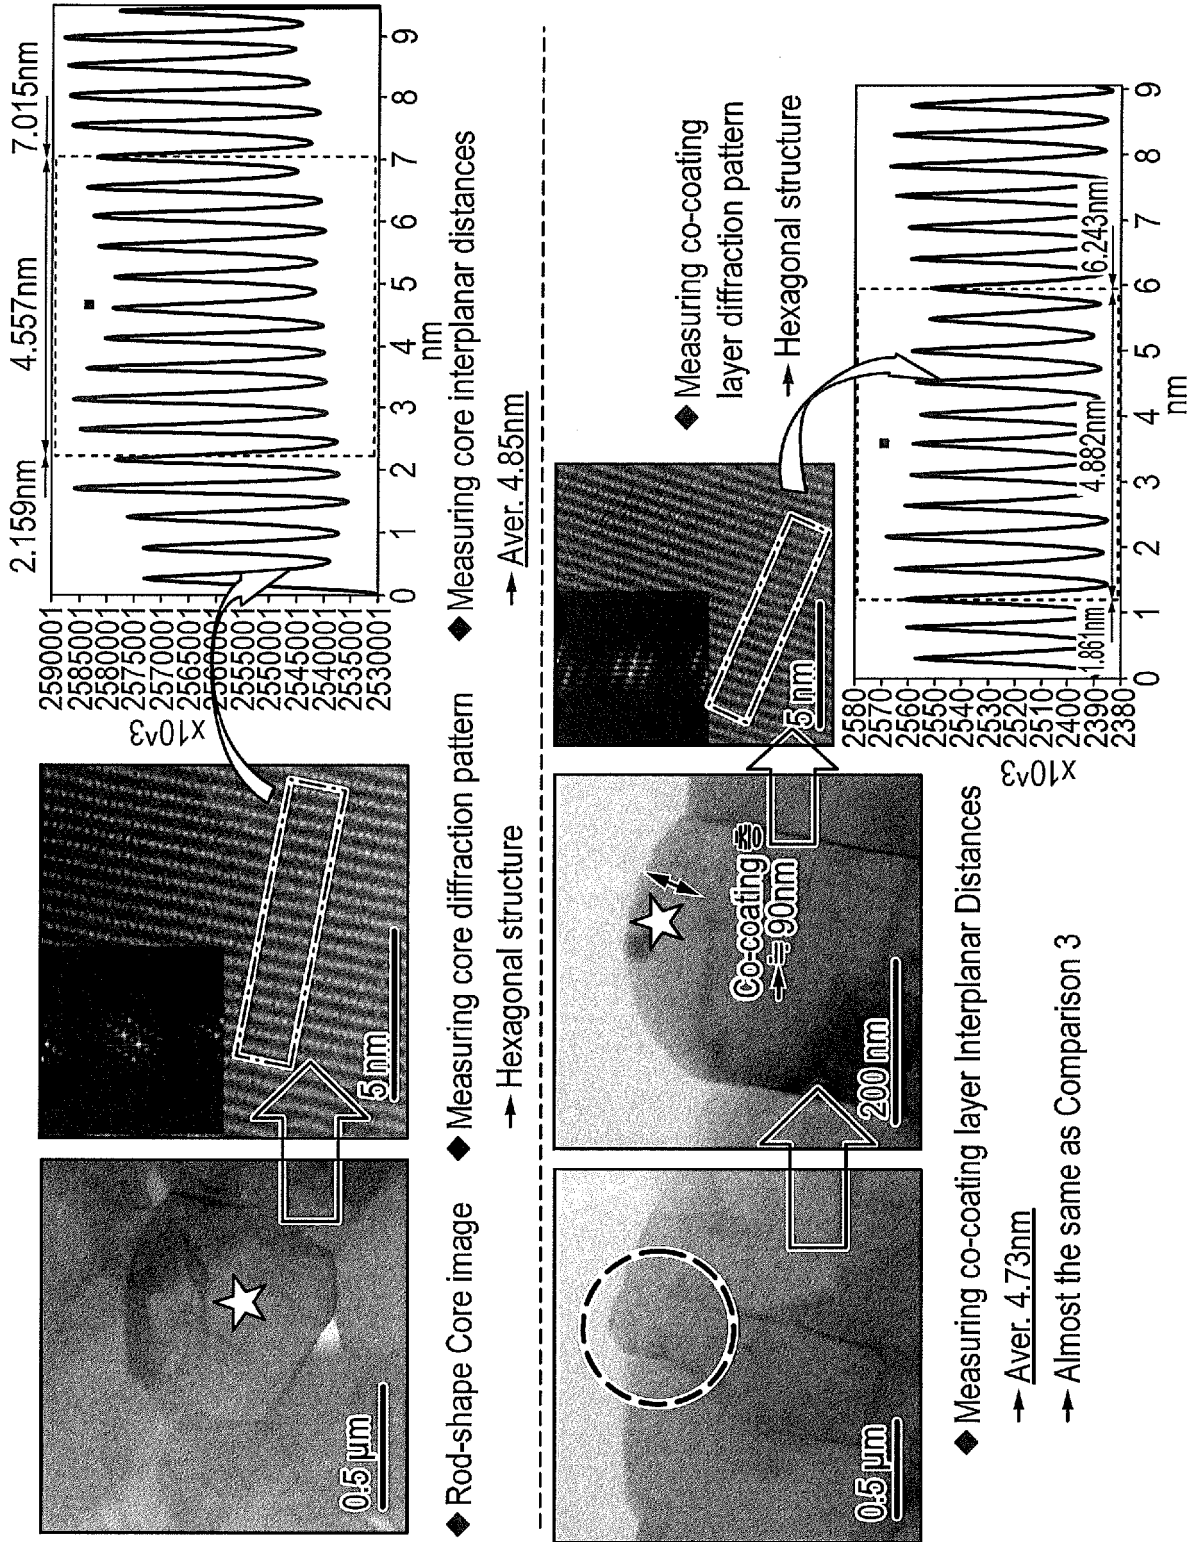 0.5 µm
5 nm
x10^3
2590001
2585001
2580001
2575001
2570001
2565001
2555001
2550001
2545001
2540001
2535001
2530001
2.159nm
4.557nm
7.015nm
0 1 2 3 4 5 6 7 8 9
nm
◆ Rod-shape Core image
◆ Measuring core diffraction pattern
→ Hexagonal structure
◆ Measuring core interplanar distances
→ Aver. 4.85nm
0.5 µm
200 nm
Co-coating 층
→ ≒90nm
5 nm
◆ Measuring co-coating
layer diffraction pattern
→ Hexagonal structure
x10^3
2580
2570
2560
2550
2540
2530
2520
2510
2400
2390
2380
1.861nm
4.882nm
6.243nm
0 1 2 3 4 5 6 7 8 9
nm
◆ Measuring co-coating layer Interplanar Distances
→ Aver. 4.73nm
→ Almost the same as Comparison 3